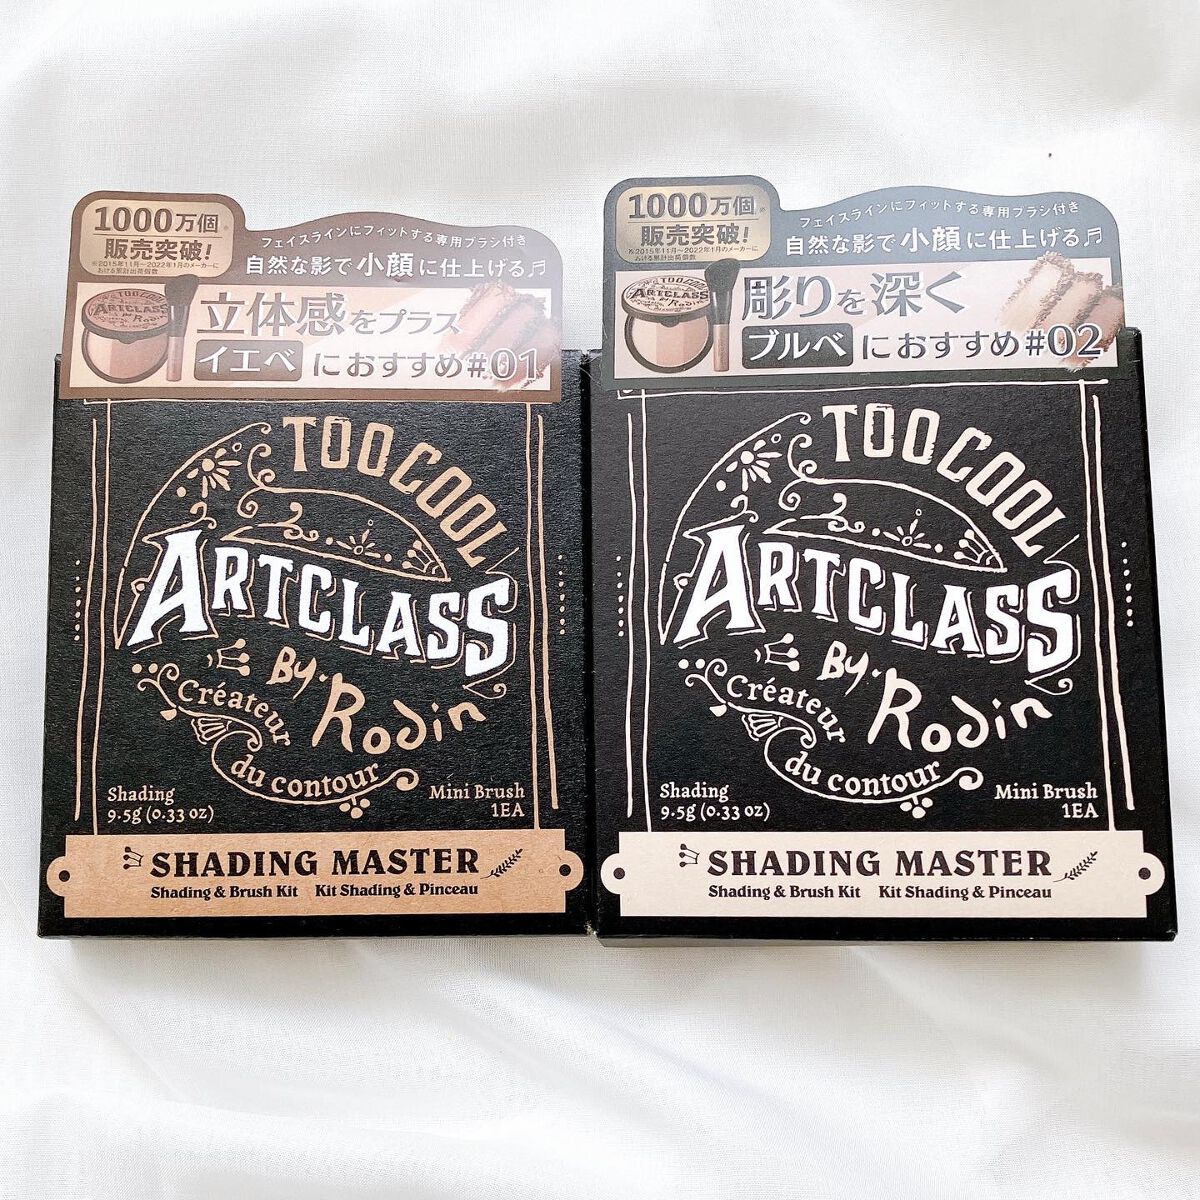 1000万個※
販売突破!
※2015年11月~2022年1月のメーカーに
おける累計出荷個数
フェイスラインにフィットする専用ブラシ付き
自然な影で小顔に仕上げる♬
立体感をプラス
イエベにおすすめ#01
TOO COOL
ARTCLASS
By Rodin
TOO COOL
ARTCLASS
By Rodin
Créateur
du contour
Shading
9.5g (0.33 oz)
Mini Brush
1EA
SHADING MASTER
Shading & Brush Kit Kit Shading & Pinceau
1000万個※
販売突破!
※2015年11月~2022年1月のメーカーに
おける累計出荷個数
フェイスラインにフィットする専用ブラシ付き
自然な影で小顔に仕上げる♬
彫りを深く
ブルベにおすすめ#02
ARTCLASS
TOO COOL
ARTCLASS
By Rodin
Créateur
du contour
Shading
9.5g (0.33 oz)
Mini Brush
1EA
SHADING MASTER
Shading & Brush Kit Kit Shading & Pinceau